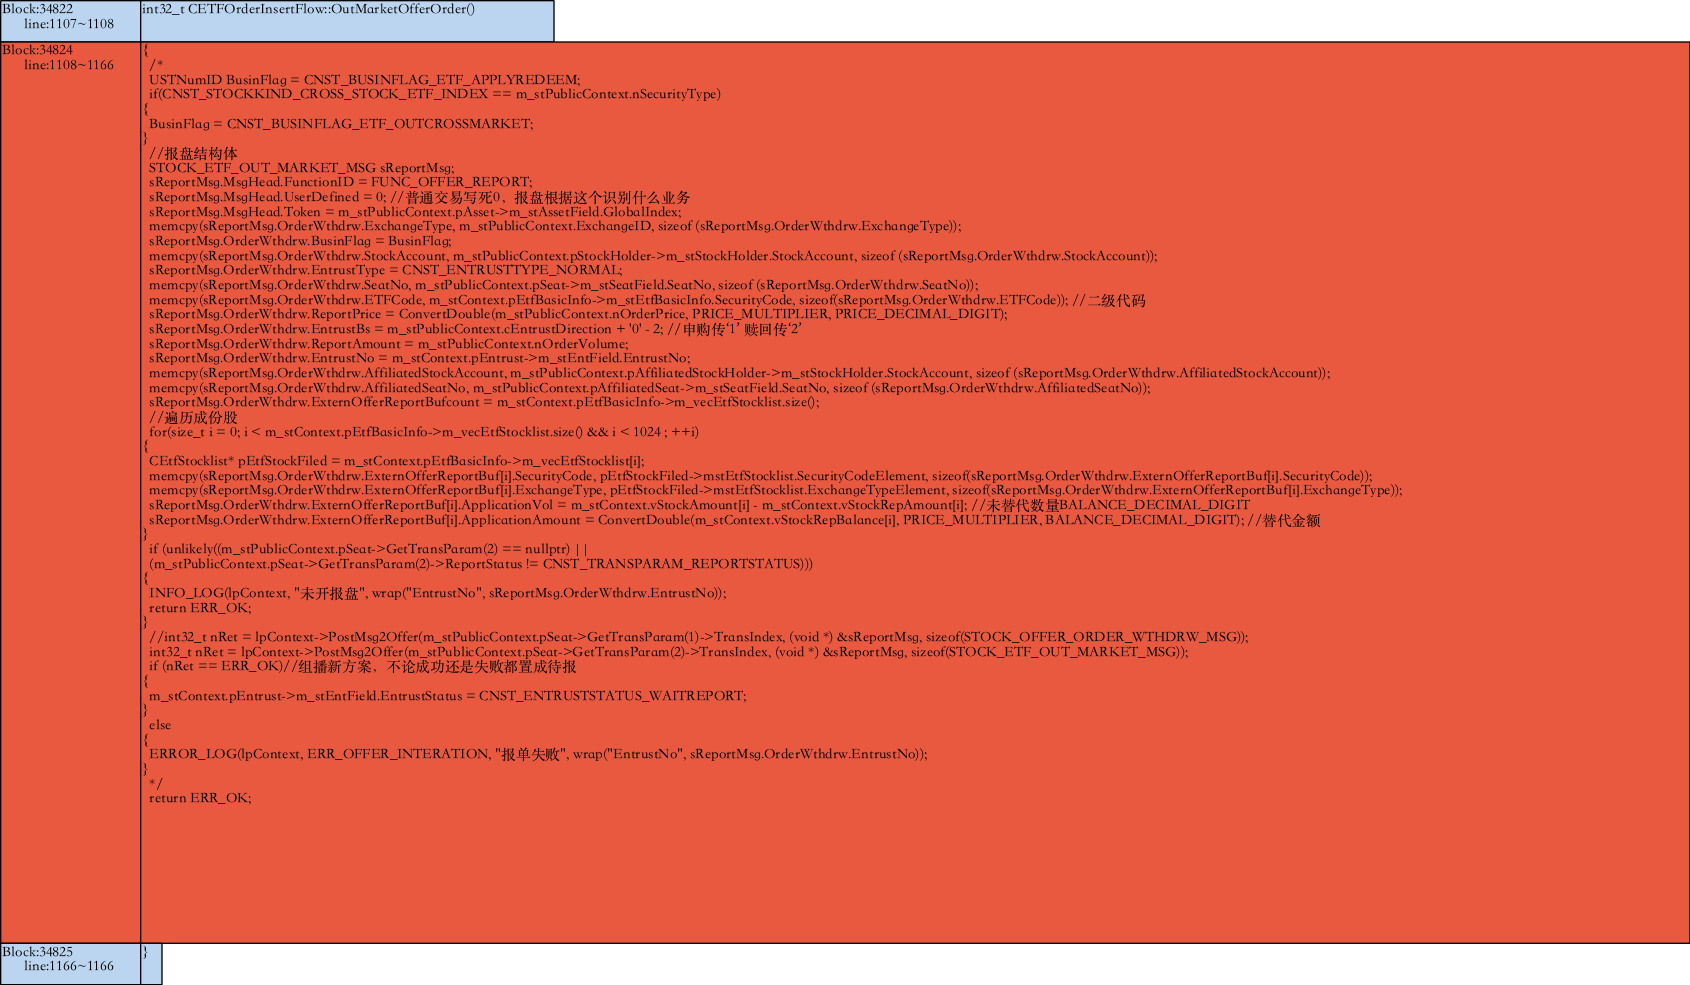 Block:34822
line:1107~1108
int32_t CETFOrderInsertFlow::OutMarketOfferOrder()
Block:34824
line:1108~1166
{
/*
USTNumID BusinFlag = CNST_BUSINFLAG_ETF_APPLYREDEEM;
if(CNST_STOCKKIND_CROSS_STOCK_ETF_INDEX == m_stPublicContext.nSecurityType)
{
BusinFlag = CNST_BUSINFLAG_ETF_OUTCROSSMARKET;
}
//报盘结构体
STOCK_ETF_OUT_MARKET_MSG sReportMsg;
sReportMsg.MsgHead.FunctionID = FUNC_OFFER_REPORT;
sReportMsg.MsgHead.UserDefined = 0; //普通交易写死0，报盘根据这个识别什么业务
sReportMsg.MsgHead.Token = m_stPublicContext.pAsset->m_stAssetField.GlobalIndex;
memcpy(sReportMsg.OrderWthdrw.ExchangeType, m_stPublicContext.ExchangeID, sizeof (sReportMsg.OrderWthdrw.ExchangeType));
sReportMsg.OrderWthdrw.BusinFlag = BusinFlag;
memcpy(sReportMsg.OrderWthdrw.StockAccount, m_stPublicContext.pStockHolder->m_stStockHolder.StockAccount, sizeof (sReportMsg.OrderWthdrw.StockAccount));
sReportMsg.OrderWthdrw.EntrustType = CNST_ENTRUSTTYPE_NORMAL;
memcpy(sReportMsg.OrderWthdrw.SeatNo, m_stPublicContext.pSeat->m_stSeatField.SeatNo, sizeof (sReportMsg.OrderWthdrw.SeatNo));
memcpy(sReportMsg.OrderWthdrw.ETFCode, m_stContext.pEtfBasicInfo->m_stEtfBasicInfo.SecurityCode, sizeof(sReportMsg.OrderWthdrw.ETFCode)); //二级代码
sReportMsg.OrderWthdrw.ReportPrice = ConvertDouble(m_stPublicContext.nOrderPrice, PRICE_MULTIPLIER, PRICE_DECIMAL_DIGIT);
sReportMsg.OrderWthdrw.EntrustBs = m_stPublicContext.cEntrustDirection + '0' - 2; //申购传‘1’ 赎回传‘2’
sReportMsg.OrderWthdrw.ReportAmount = m_stPublicContext.nOrderVolume;
sReportMsg.OrderWthdrw.EntrustNo = m_stContext.pEntrust->m_stEntField.EntrustNo;
memcpy(sReportMsg.OrderWthdrw.AffiliatedStockAccount, m_stPublicContext.pAffiliatedStockHolder->m_stStockHolder.StockAccount, sizeof (sReportMsg.OrderWthdrw.AffiliatedStockAccount));
memcpy(sReportMsg.OrderWthdrw.AffiliatedSeatNo, m_stPublicContext.pAffiliatedSeat->m_stSeatField.SeatNo, sizeof (sReportMsg.OrderWthdrw.AffiliatedSeatNo));
sReportMsg.OrderWthdrw.ExternOfferReportBufcount = m_stContext.pEtfBasicInfo->m_vecEtfStocklist.size();
//遍历成份股
for(size_t i = 0; i < m_stContext.pEtfBasicInfo->m_vecEtfStocklist.size() && i < 1024 ; ++i)
{
CEtfStocklist* pEtfStockFiled = m_stContext.pEtfBasicInfo->m_vecEtfStocklist[i];
memcpy(sReportMsg.OrderWthdrw.ExternOfferReportBuf[i].SecurityCode, pEtfStockFiled->mstEtfStocklist.SecurityCodeElement, sizeof(sReportMsg.OrderWthdrw.ExternOfferReportBuf[i].SecurityCode));
memcpy(sReportMsg.OrderWthdrw.ExternOfferReportBuf[i].ExchangeType, pEtfStockFiled->mstEtfStocklist.ExchangeTypeElement, sizeof(sReportMsg.OrderWthdrw.ExternOfferReportBuf[i].ExchangeType));
sReportMsg.OrderWthdrw.ExternOfferReportBuf[i].ApplicationVol = m_stContext.vStockAmount[i] - m_stContext.vStockRepAmount[i]; //未替代数量BALANCE_DECIMAL_DIGIT
sReportMsg.OrderWthdrw.ExternOfferReportBuf[i].ApplicationAmount = ConvertDouble(m_stContext.vStockRepBalance[i], PRICE_MULTIPLIER, BALANCE_DECIMAL_DIGIT); //替代金额
}
if (unlikely((m_stPublicContext.pSeat->GetTransParam(2) == nullptr) ||
(m_stPublicContext.pSeat->GetTransParam(2)->ReportStatus != CNST_TRANSPARAM_REPORTSTATUS)))
{
INFO_LOG(lpContext, "未开报盘", wrap("EntrustNo", sReportMsg.OrderWthdrw.EntrustNo));
return ERR_OK;
}
//int32_t nRet = lpContext->PostMsg2Offer(m_stPublicContext.pSeat->GetTransParam(1)->TransIndex, (void *) &sReportMsg, sizeof(STOCK_OFFER_ORDER_WTHDRW_MSG));
int32_t nRet = lpContext->PostMsg2Offer(m_stPublicContext.pSeat->GetTransParam(2)->TransIndex, (void *) &sReportMsg, sizeof(STOCK_ETF_OUT_MARKET_MSG));
if (nRet == ERR_OK)//组播新方案，不论成功还是失败都置成待报
{
m_stContext.pEntrust->m_stEntField.EntrustStatus = CNST_ENTRUSTSTATUS_WAITREPORT;
}
else
{
ERROR_LOG(lpContext, ERR_OFFER_INTERATION, "报单失败", wrap("EntrustNo", sReportMsg.OrderWthdrw.EntrustNo));
}
*/
return ERR_OK;
Block:34825
line:1166~1166
}